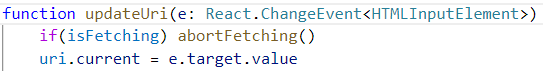 function updateUri(e: React.ChangeEvent<HTMLInputElement>)
if(isFetching) abortFetching()
uri.current = e.target.value